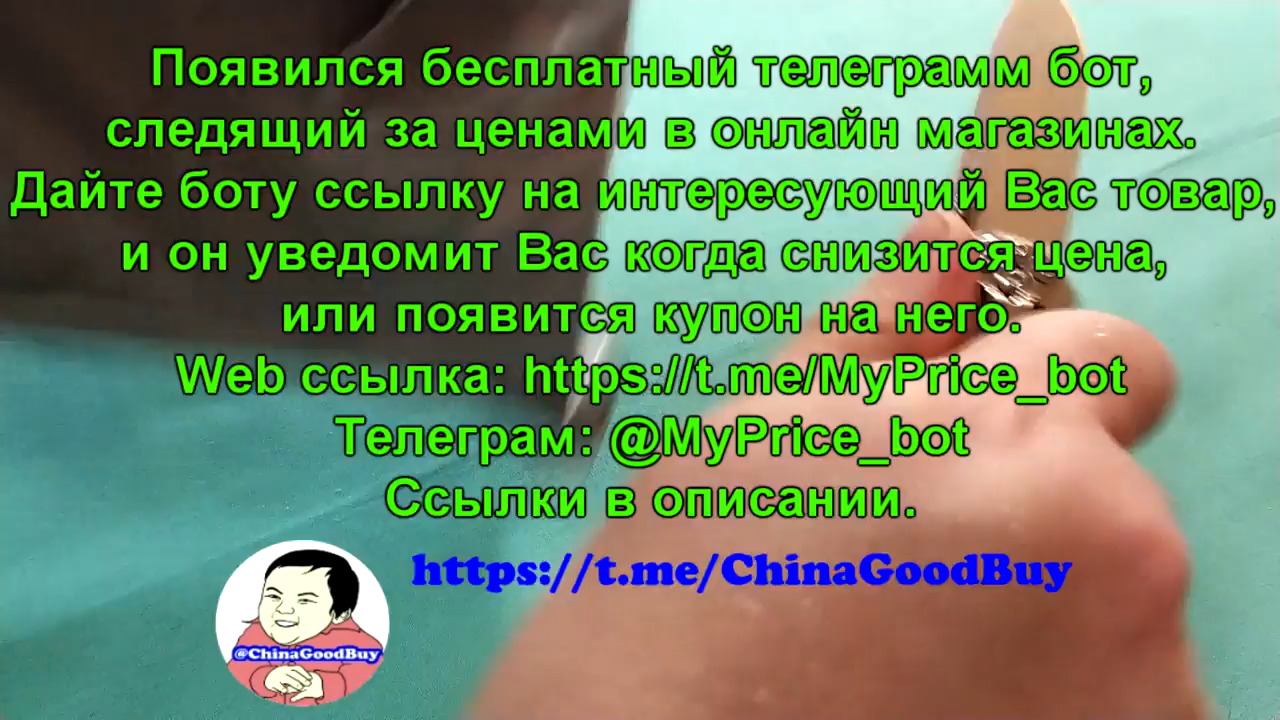 Появился бесплатный телеграмм бот,
следящий за ценами в онлайн магазинах.
Дайте боту ссылку на интересующий Вас товар,
и он уведомит Вас когда снизится цена,
или появится купон на него.
Web ссылка: https://t.me/MyPrice_bot
Телеграм: @MyPrice_bot
Ссылки в описании.
https://t.me/ChinaGoodBuy
@ChinaGoodBuy